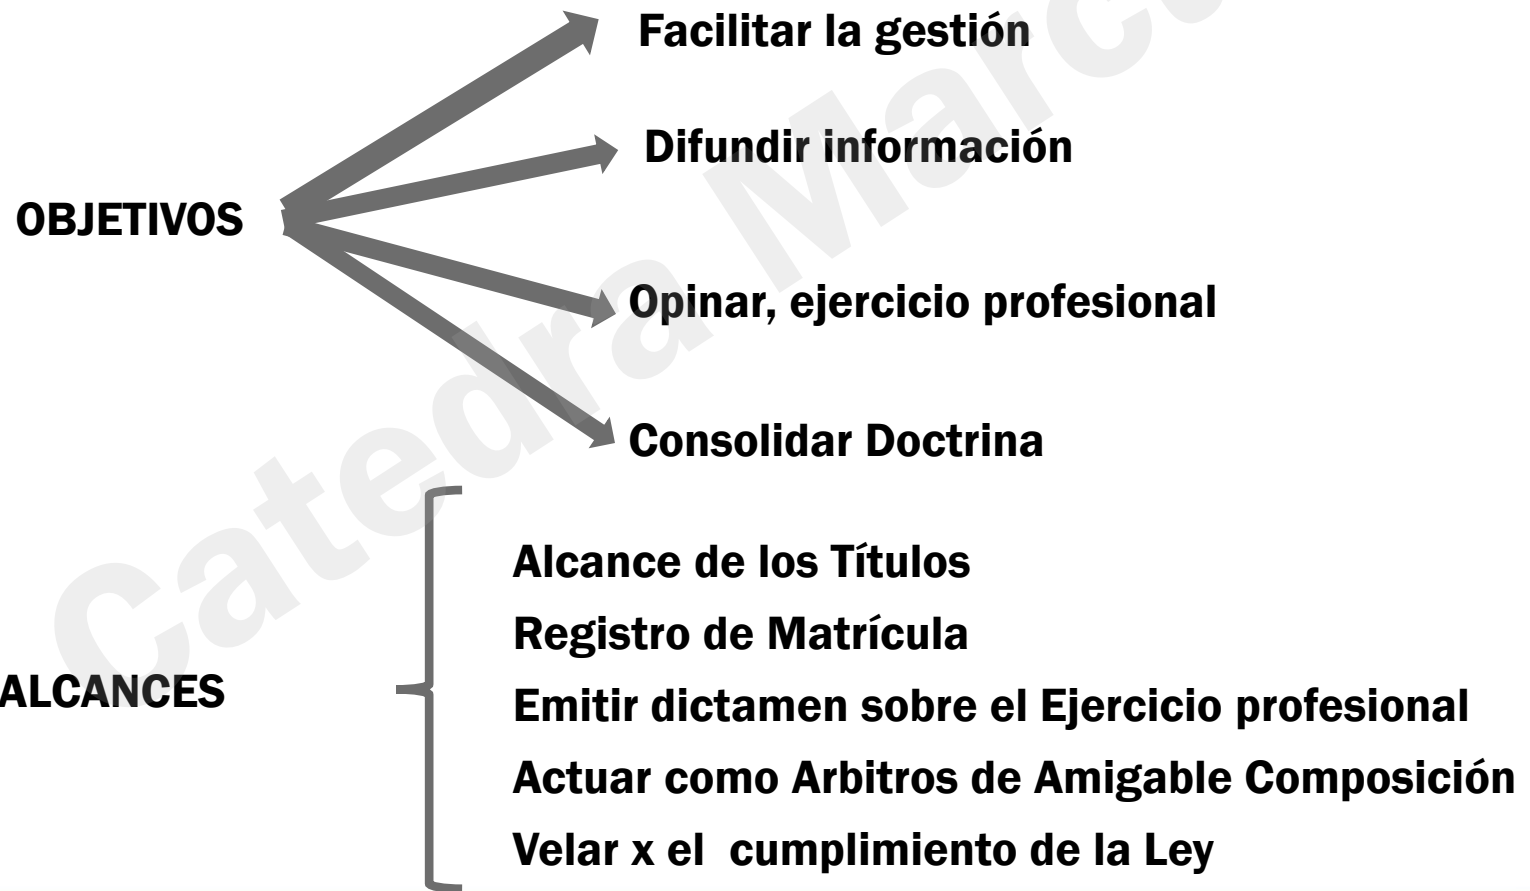 Facilitar la gestión
Difundir información
OBJETIVOS
Opinar, ejercicio profesional
Consolidar Doctrina
Alcance de los Títulos
Registro de Matrícula
ALCANCES
Emitir dictamen sobre el Ejercicio profesional
Actuar como Arbitros de Amigable Composición
Velar x el cumplimiento de la Ley
Catedra